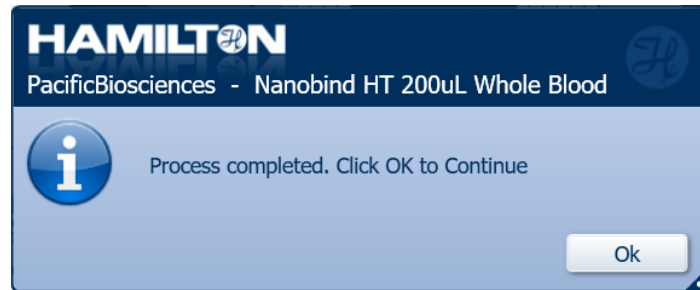 HAMILTON
PacificBiosciences - Nanobind HT 200uL Whole Blood
Process completed. Click OK to Continue
Ok